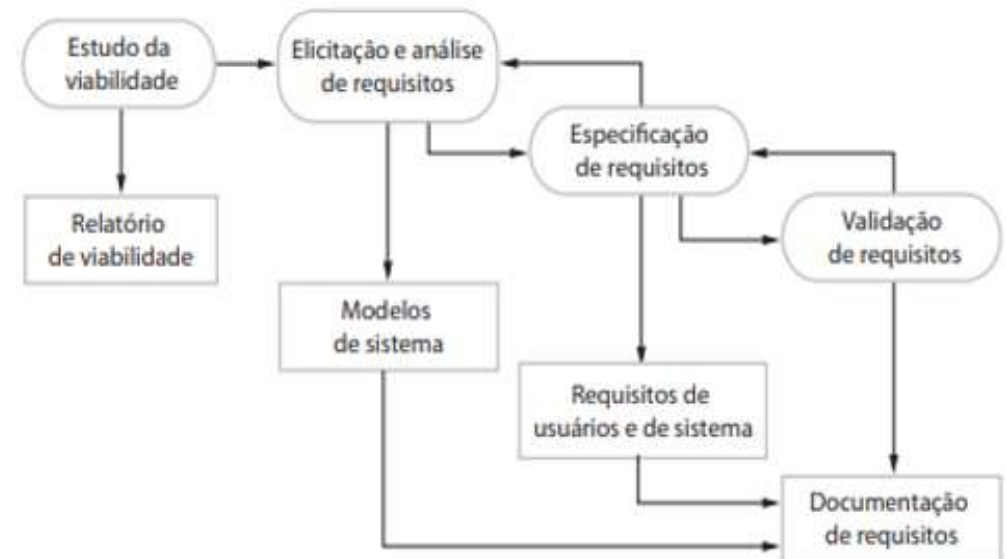 Estudo da
viabilidade
Elicitação e análise
de requisitos
Especificação
de requisitos
Validação
de requisitos
Relatório
de viabilidade
Modelos
de sistema
Requisitos de
usuários e de sistema
Documentação
de requisitos